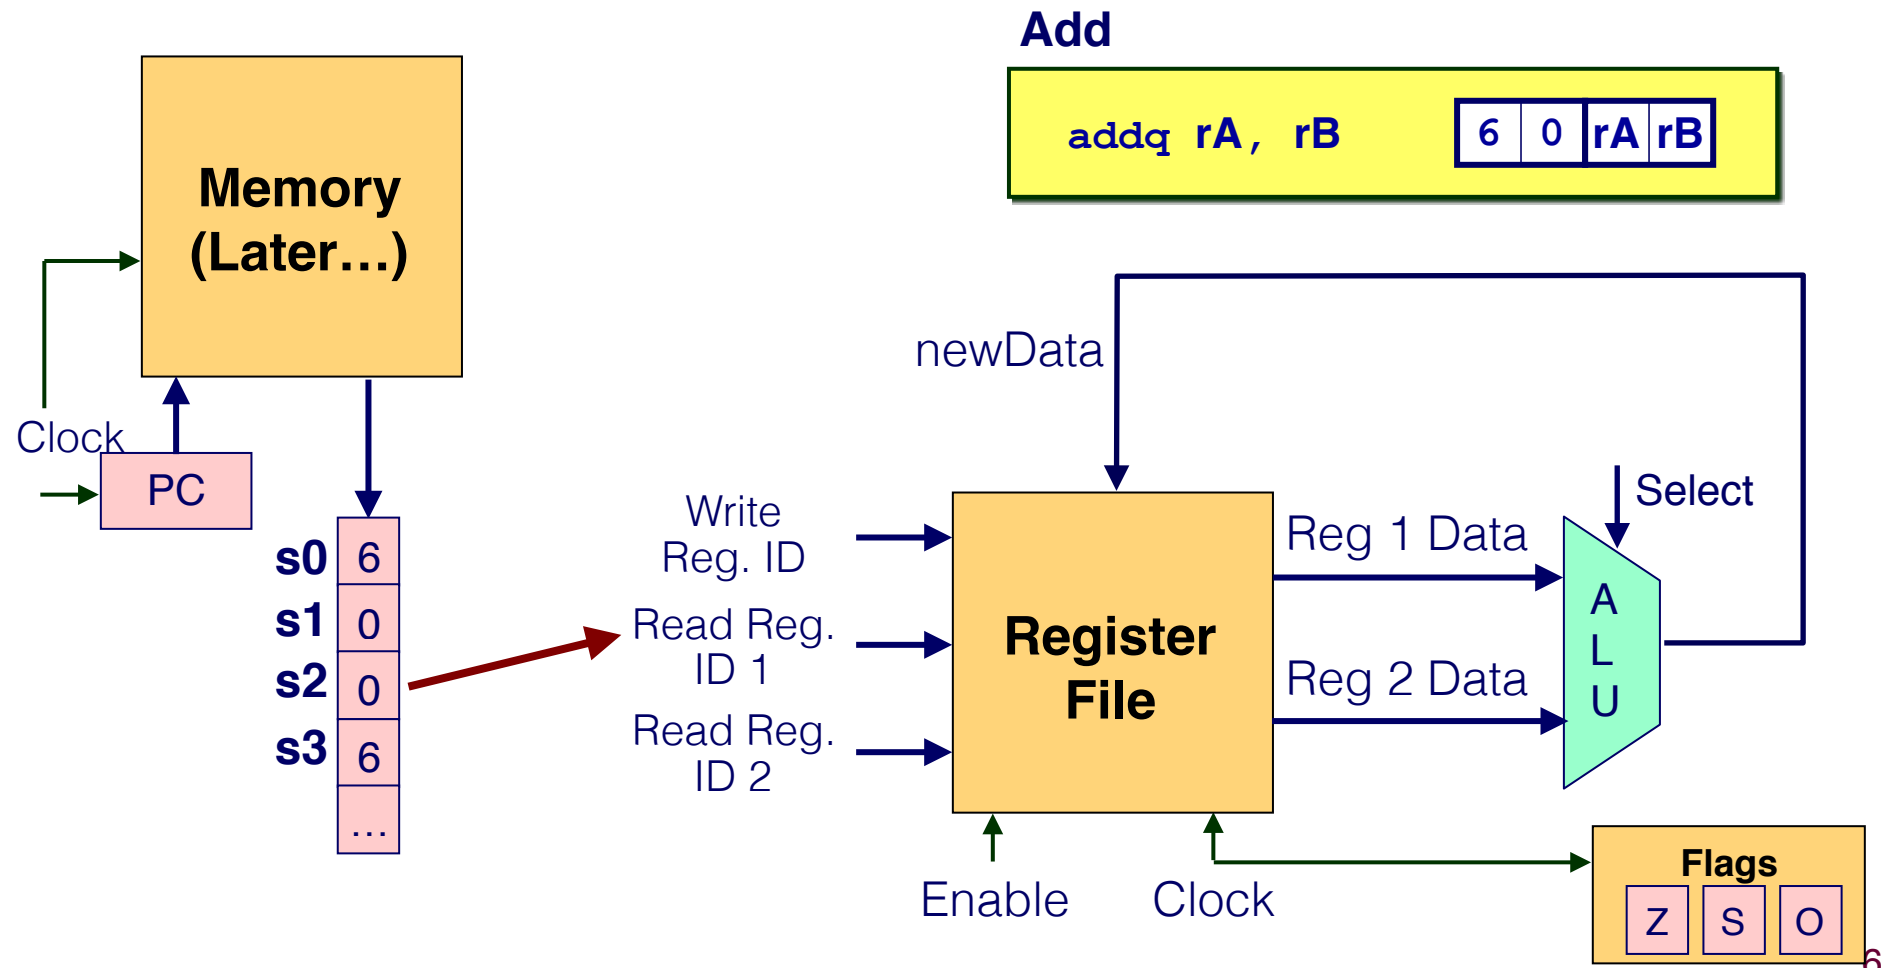 Add
addq rA, rB
6 0 rA rB
Memory
(Later…)
Clock
PC
newData
s0 6
s1 0
s2 0
s3 6
…
Write
Reg. ID
Read Reg.
ID 1
Read Reg.
ID 2
Register
File
Reg 1 Data
Reg 2 Data
Select
A
L
U
Enable
Clock
Flags
Z S O
6